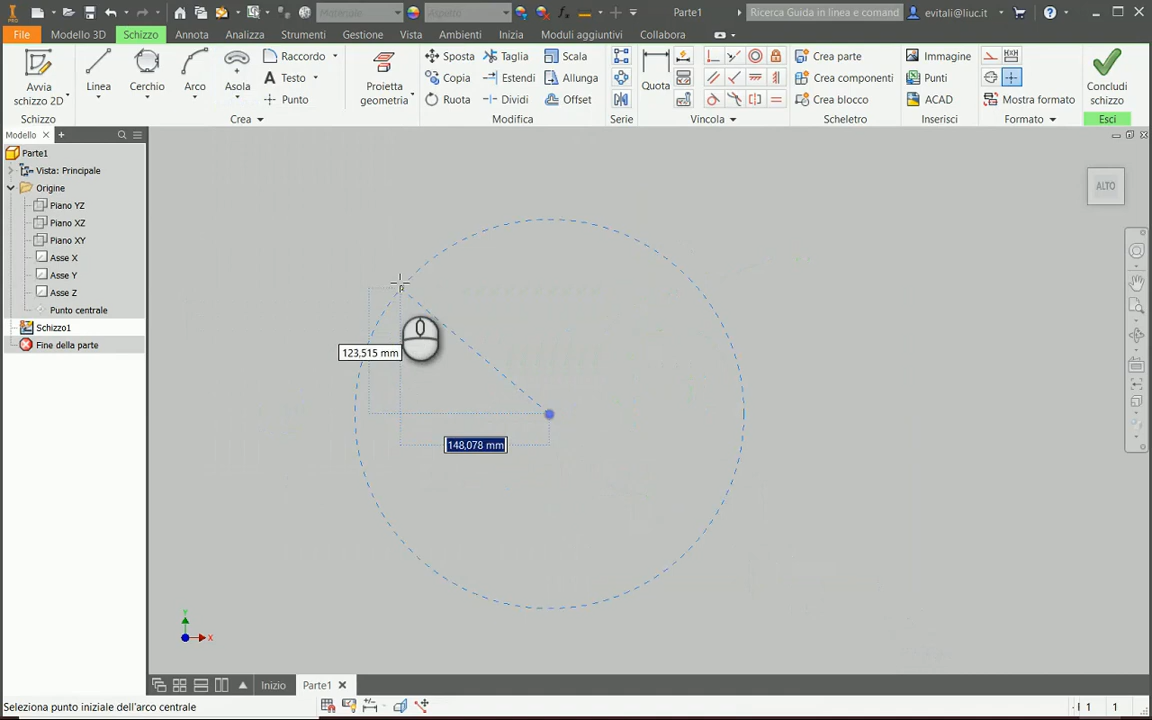 PRO
Materiale
Aspetto
Parte1
Ricerca Guida in linea e comand
evitali@liuc.it
File
Modello 3D
Schizzo
Annota
Analizza
Strumenti
Gestione
Vista
Ambienti
Inizia
Moduli aggiuntivi
Collabora
Avvia
schizzo 2D
Linea
Cerchio
Arco
Asola
Raccordo
Testo
Punto
Proietta
geometria
Sposta
Copia
Ruota
Taglia
Estendi
Dividi
Scala
Allunga
Offset
Quota
Crea parte
Crea componenti
Crea blocco
Immagine
Punti
ACAD
Mostra formato
Concludi
schizzo
Schizzo
Crea
Modifica
Serie
Vincola
Scheletro
Inserisci
Formato
Esci
Modello
Parte1
Vista: Principale
Origine
Piano YZ
Piano XZ
Piano XY
Asse X
Asse Y
Asse Z
Punto centrale
Schizzo1
Fine della parte
ALTO
123,515 mm
148,078 mm
Y
X
Inizio
Parte1
Seleziona punto iniziale dell'arco centrale
1
1